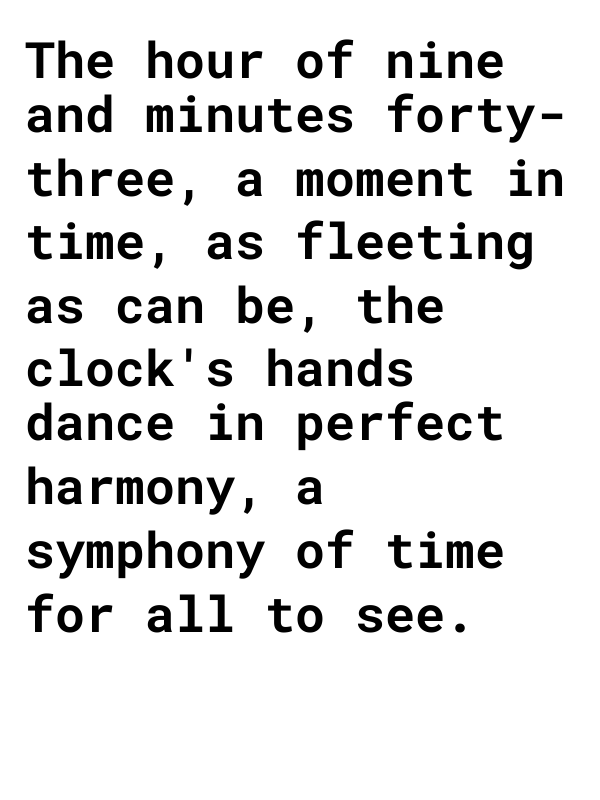 The hour of nine
and minutes forty-
three, a moment in
time, as fleeting
as can be, the
clock's hands
dance in perfect
harmony, a
symphony of time
for all to see.